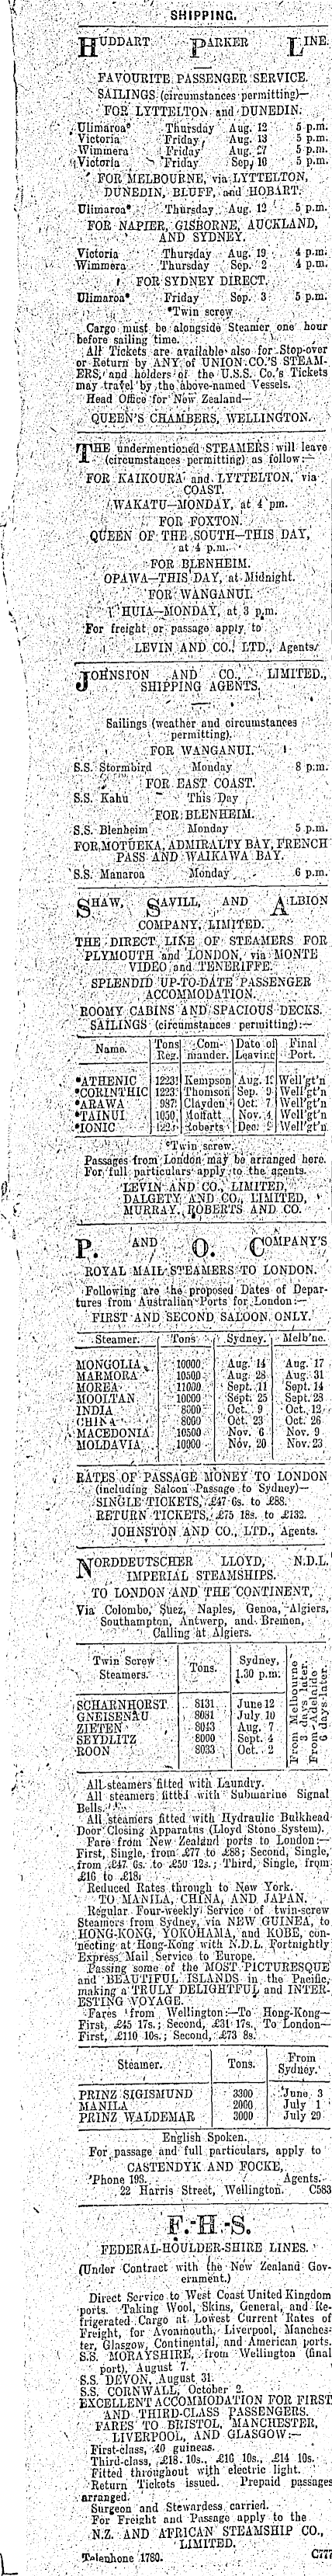 SHIPPING.
HUDDART PARKER LINE.
FAVOURITE PASSENGER SERVICE.
SAILINGS (circumstances permitting)—
FOR LYTTELTON and DUNEDIN.
Ulimaroa* Thursday Aug. 12 5 p.m.
Victoria Friday Aug. 13 5 p.m.
Wimmera Friday Aug. 27 5 p.m.
Victoria Friday Sep. 10 5 p.m.
FOR MELBOURNE, via LYTTELTON,
DUNEDIN, BLUFF, and HOBART.
Ulimaroa* Thursday Aug. 12 5 p.m.
FOR NAPIER, GISBORNE, AUCKLAND,
AND SYDNEY.
Victoria Thursday Aug. 19 4 p.m.
Wimmera Thursday Sep. 2 4 p.m.
FOR SYDNEY DIRECT.
Ulimaroa* Friday Sep. 3 5 p.m.
*Twin screw
Cargo must be alongside Steamer one hour
before sailing time.
All Tickets are available also for Stop-over
or Return by ANY of UNION CO.'S STEAM-
ERS, and holders of the U.S.S. Co.'s Tickets
may travel by the above-named Vessels.
Head Office for New Zealand—
QUEEN'S CHAMBERS, WELLINGTON.
THE undermentioned STEAMERS will leave
(circumstances permitting) as follow:—
FOR KAIKOURA and LYTTELTON, via
COAST.
WAKATU—MONDAY, at 4 pm.
FOR FOXTON.
QUEEN OF THE SOUTH—THIS DAY,
at 4 p.m.
FOR BLENHEIM.
OPAWA—THIS DAY, at Midnight.
FOR WANGANUI.
HUIA—MONDAY, at 3 p.m.
For freight or passage apply to
LEVIN AND CO., LTD., Agents.
JOHNSTON AND CO., LIMITED.,
SHIPPING AGENTS.
Sailings (weather and circumstances
permitting).
FOR WANGANUI.
S.S. Stormbird Monday 8 p.m.
FOR EAST COAST.
S.S. Kahu This Day
FOR BLENHEIM.
S.S. Blenheim Monday 5 p.m.
FOR MOTUEKA, ADMIRALTY BAY, FRENCH
PASS AND WAIKAWA BAY.
S.S. Manaroa Monday 6 p.m.
SHAW, SAVILL, AND ALBION
COMPANY, LIMITED.
THE DIRECT LINE OF STEAMERS FOR
PLYMOUTH and LONDON, via MONTE
VIDEO and TENERIFFE.
SPLENDID UP-TO-DATE PASSENGER
ACCOMMODATION.
ROOMY CABINS AND SPACIOUS DECKS.
SAILINGS (circumstances permitting):—
Name. Tons Reg. Com- mander. Date of Leaving Final Port.
*ATHENIC 12231 Kempson Aug. Well'gt'n
*CORINTHIC Thomson Sep. 9 Well'gt'n
*ARAWA Clayden Oct. 7 Well'gt'n
*TAINUI Moffatt Nov. 4 Well'gt'n
*IONIC Roberts Dec. Well'gt'n
*Twin screw.
Passages from London may be arranged here.
For full particulars apply to the agents.
LEVIN AND CO., LIMITED,
DALGETY AND CO., LIMITED,
MURRAY, ROBERTS AND CO.
P. AND O. COMPANY'S
ROYAL MAIL STEAMERS TO LONDON.
Following are the proposed Dates of Depar-
tures from Australian Ports for London:—
FIRST AND SECOND SALOON ONLY.
Steamer. Tons Sydney. Melb'ne.
MONGOLIA 10000 Aug. 14 Aug. 17
MARMORA 10500 Aug. 28 Aug. 31
MOREA 11000 Sept. 11 Sept. 14
MOOLTAN 10000 Sept. 25 Sept. 28
INDIA 8000 Oct. 9 Oct. 12
CHINA 8000 Oct. 23 Oct. 26
MACEDONIA 10500 Nov. 6 Nov. 9
MOLDAVIA 10000 Nov. 20 Nov. 23
RATES OF PASSAGE MONEY TO LONDON
(including Saloon Passage to Sydney)—
SINGLE TICKETS, £47 6s. to £88.
RETURN TICKETS, £75 18s. to £132.
JOHNSTON AND CO., LTD., Agents.
NORDDEUTSCHER LLOYD, N.D.L.
IMPERIAL STEAMSHIPS.
TO LONDON AND THE CONTINENT,
Via Colombo, Suez, Naples, Genoa, Algiers,
Southampton, Antwerp, and Bremen,
Calling at Algiers.
Twin Screw Steamers. Tons. Sydney, 1.30 p.m. From Melbourne 3 days later. From Adelaide 6 days later.
SCHARNHORST 8131 June 12
GNEISENAU 8081 July 10
ZIETEN 8043 Aug. 7
SEYDLITZ 8000 Sept. 4
ROON 8033 Oct. 2
All steamers fitted with Laundry.
All steamers fitted with Submarine Signal
Bells.
All steamers fitted with Hydraulic Bulkhead
Door Closing Apparatus (Lloyd Stone System).
Fare from New Zealand ports to London:—
First, Single, from £77 to £88; Second, Single,
from £47 6s. to £50 12s.; Third, Single, from
£16 to £18;
Reduced Rates through to New York.
TO MANILA, CHINA, AND JAPAN.
Regular Four-weekly Service of twin-screw
Steamers from Sydney, via NEW GUINEA, to
HONG-KONG, YOKOHAMA, and KOBE, con-
necting at Hong-Kong with N.D.L. Fortnightly
Express Mail Service to Europe
Passing some of the MOST PICTURESQUE
and BEAUTIFUL ISLANDS in the Pacific,
making a TRULY DELIGHTFUL and INTER-
ESTING VOYAGE.
Fares from Wellington:—To Hong-Kong—
First, £45 17s.; Second, £31 17s. To London—
First, £110 10s.; Second, £73 8s.
Steamer. Tons. From Sydney.
PRINZ SIGISMUND 3300 June 3
MANILA 2000 July 1
PRINZ WALDEMAR 3000 July 29
English Spoken.
For passage and full particulars, apply to
CASTENDYK AND FOCKE,
'Phone 193. Agents.
22 Harris Street, Wellington. C583
F.-H.-S.
FEDERAL-HOULDER-SHIRE LINES.
(Under Contract with the New Zealand Gov-
ernment.)
Direct Service to West Coast United Kingdom
ports. Taking Wool, Skins, General, and Re-
frigerated Cargo at Lowest Current Rates of
Freight, for Avonmouth, Liverpool, Manches-
ter, Glasgow, Continental, and American ports.
S.S. MORAYSHIRE, from Wellington (final
port), August 7.
S.S. DEVON, August 31.
S.S. CORNWALL, October 2.
EXCELLENT ACCOMMODATION FOR FIRST
AND THIRD-CLASS PASSENGERS.
FARES TO BRISTOL, MANCHESTER,
LIVERPOOL, AND GLASGOW:—
First-class, 40 guineas.
Third-class, £18 10s., £16 10s., £14 10s.
Fitted throughout with electric light.
Return Tickets issued. Prepaid passages
arranged.
Surgeon and Stewardess carried.
For Freight and Passage apply to the
N.Z. AND AFRICAN STEAMSHIP CO.,
LIMITED.
Telephone 1780. C777